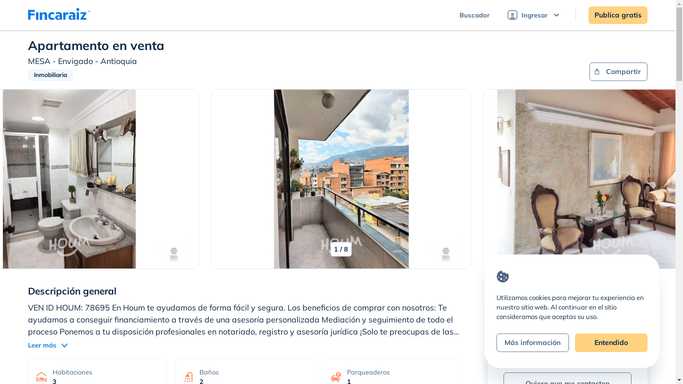 Fincaraiz
Buscador
Ingresar
Publica gratis
Apartamento en venta
MESA - Envigado - Antioquia
Inmobiliaria
Compartir
HOUM
HOUM
HOUM
1 / 8
Descripción general
VEN ID HOUM: 78695 En Houm te ayudamos de forma fácil y segura. Los beneficios de comprar con nosotros: Te
ayudamos a conseguir financiamiento a través de una asesoría personalizada Mediación y seguimiento de todo el
proceso Ponemos a tu disposición profesionales en notariado, registro y asesoría jurídica ¡Solo te preocupas de las...
Leer más
Habitaciones
3
Baños
2
Parqueaderos
1
Utilizamos cookies para mejorar tu experiencia en
nuestro sitio web. Al continuar en el sitio
consideramos que aceptas su uso.
Más información
Entendido
Quiero que me contacten